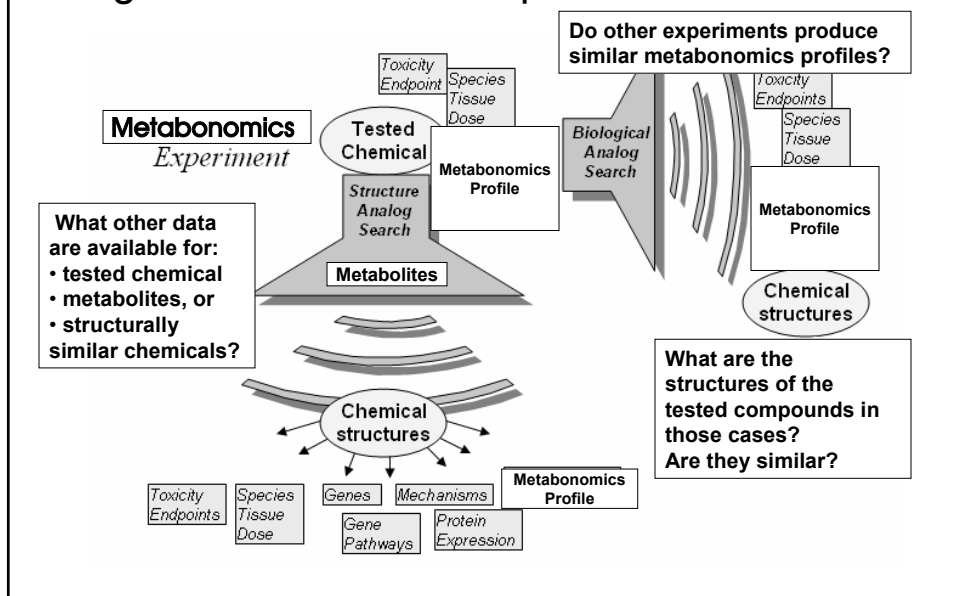 Do other experiments produce
similar metabonomics profiles?
Toxicity
Endpoint
Species
Tissue
Dose
Metabonomics
Experiment
Tested
Chemical
Metabonomics
Profile
Structure
Analog
Search
Metabolites
Biological
Analog
Search
Toxicity
Endpoints
Species
Tissue
Dose
Metabonomics
Profile
Chemical
structures
What other data
are available for:
• tested chemical
• metabolites, or
• structurally
similar chemicals?
What are the
structures of the
tested compounds in
those cases?
Are they similar?
Chemical
structures
Toxicity
Endpoints
Species
Tissue
Dose
Genes
Mechanisms
Metabonomics
Profile
Gene
Pathways
Protein
Expression